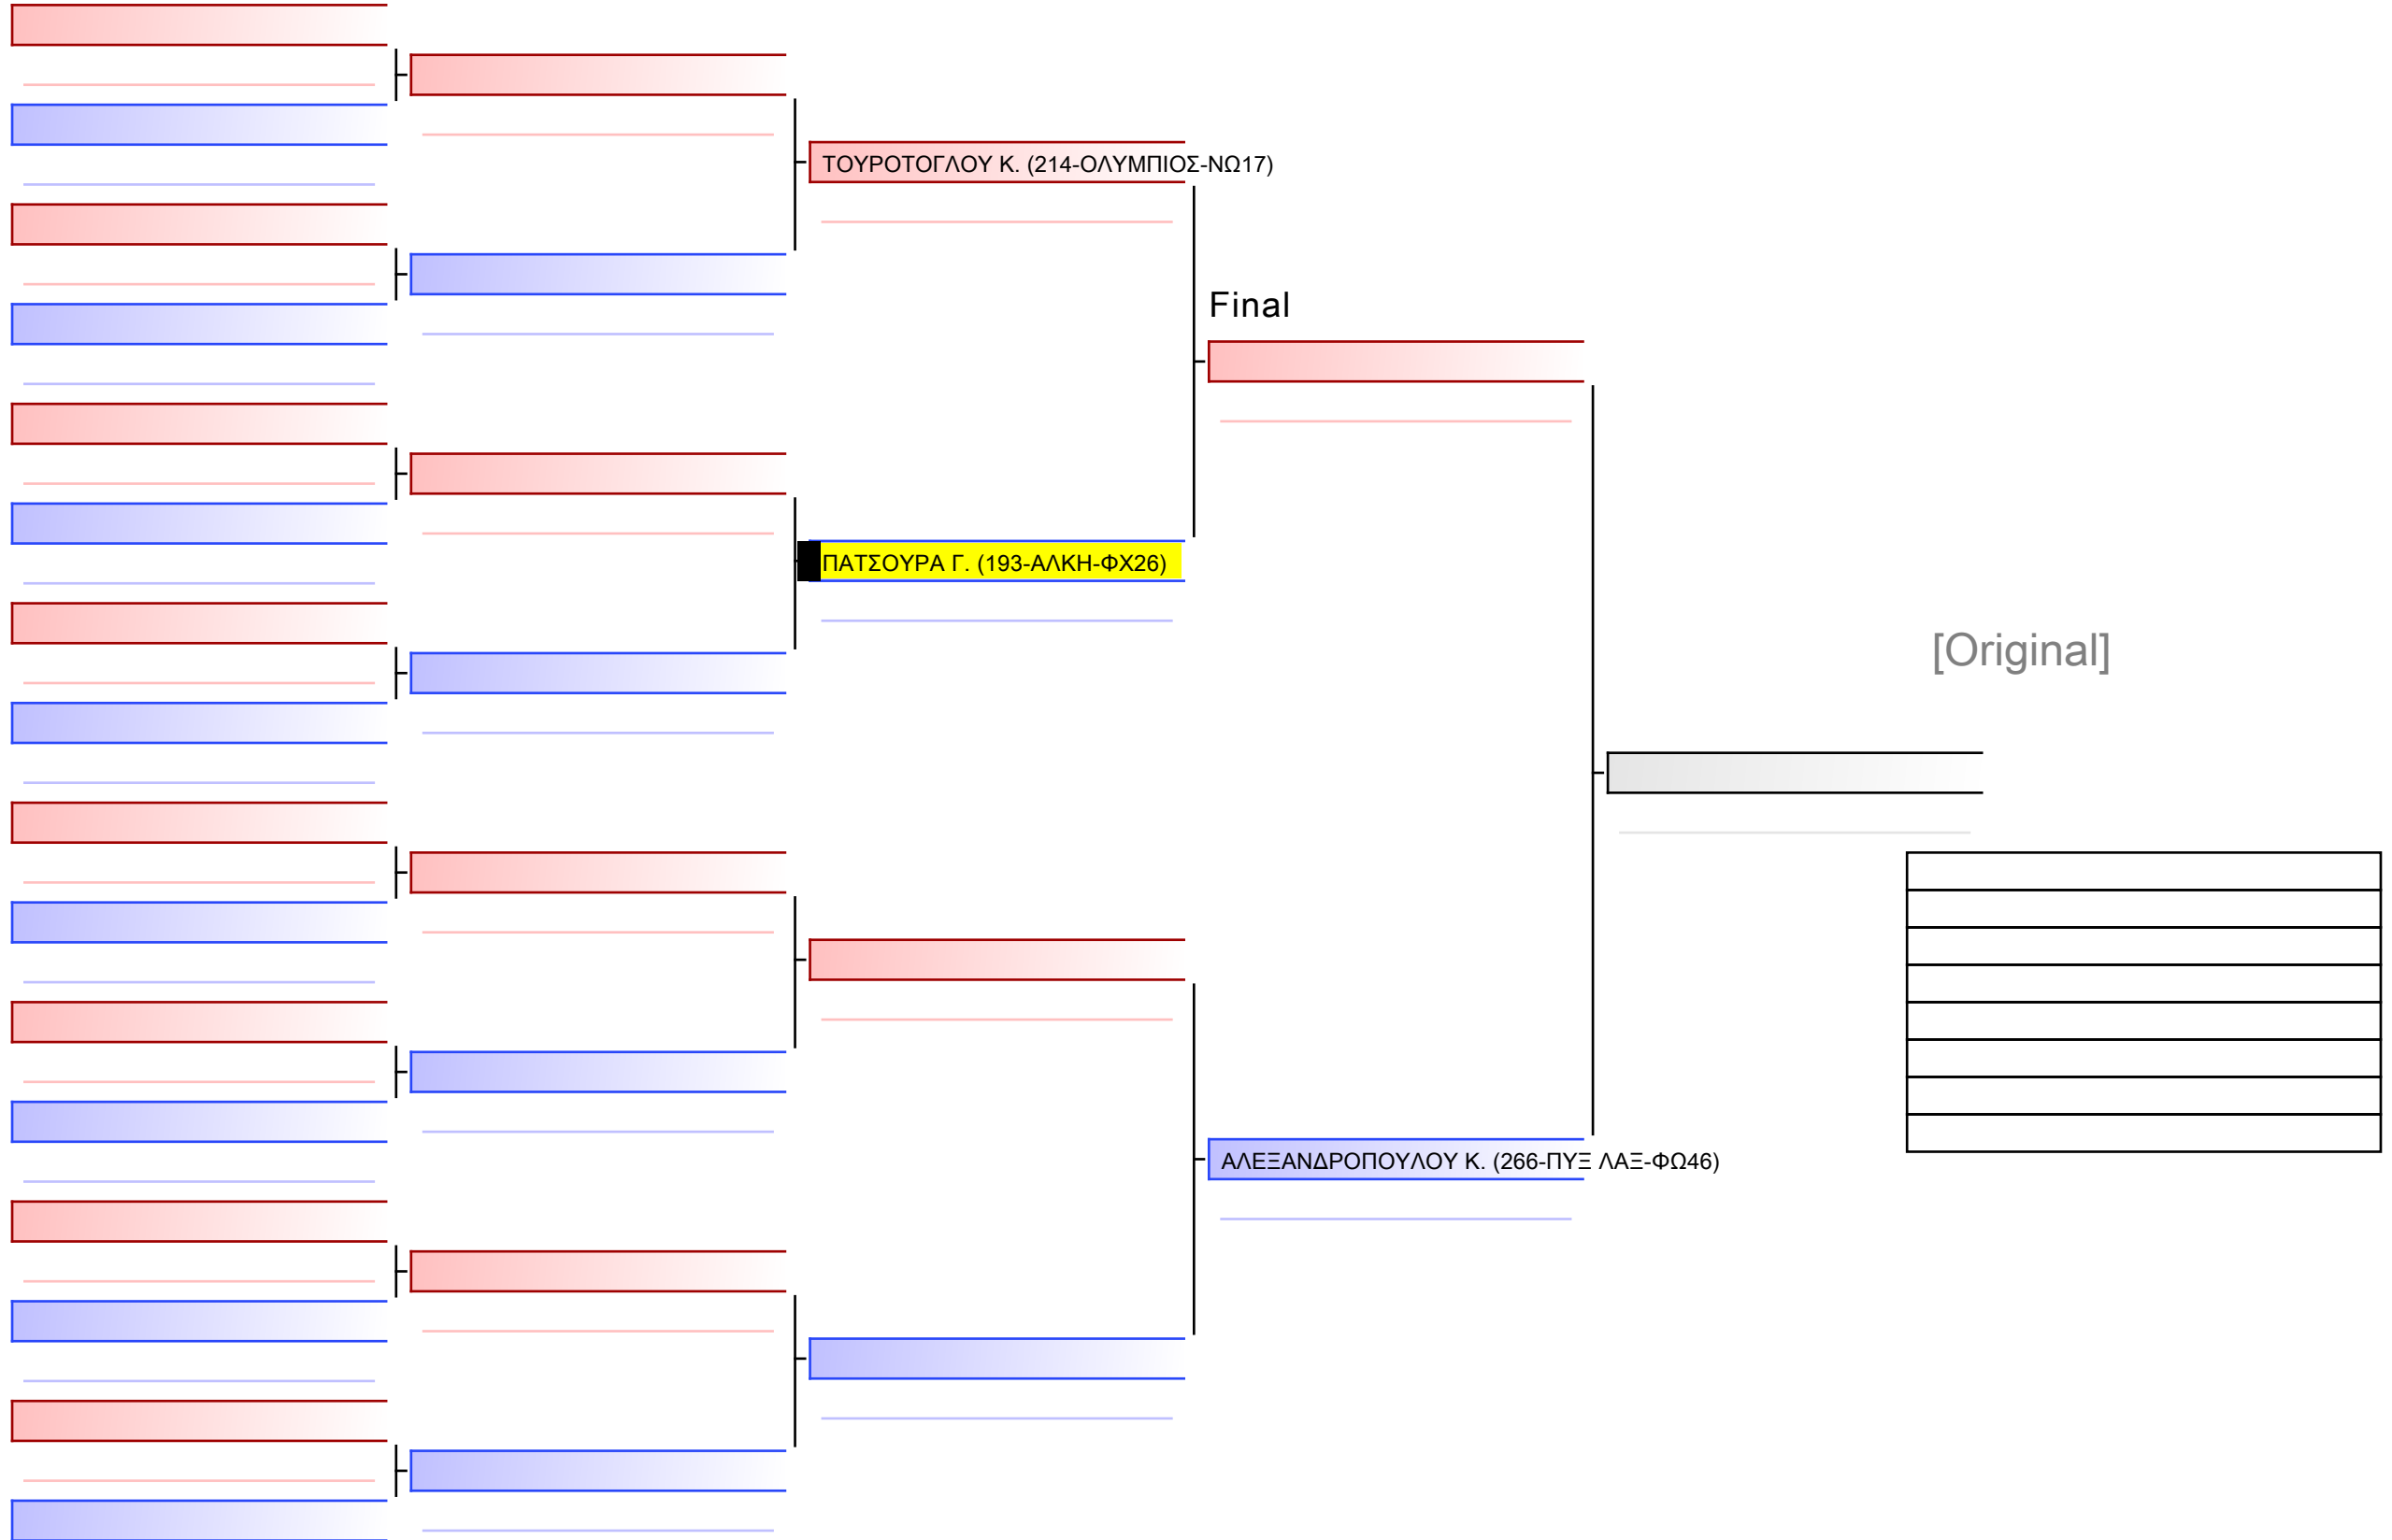 ΤΟΥΡΟΤΟΓΛΟΥ Κ. (214-ΟΛΥΜΠΙΟΣ-ΝΩ17)
Final
ΠΑΤΣΟΥΡΑ Γ. (193-ΑΛΚΗ-ΦΧ26)
[Original]
ΑΛΕΞΑΝΔΡΟΠΟΥΛΟΥ Κ. (266-ΠΥΞ ΛΑΞ-ΦΩ46)